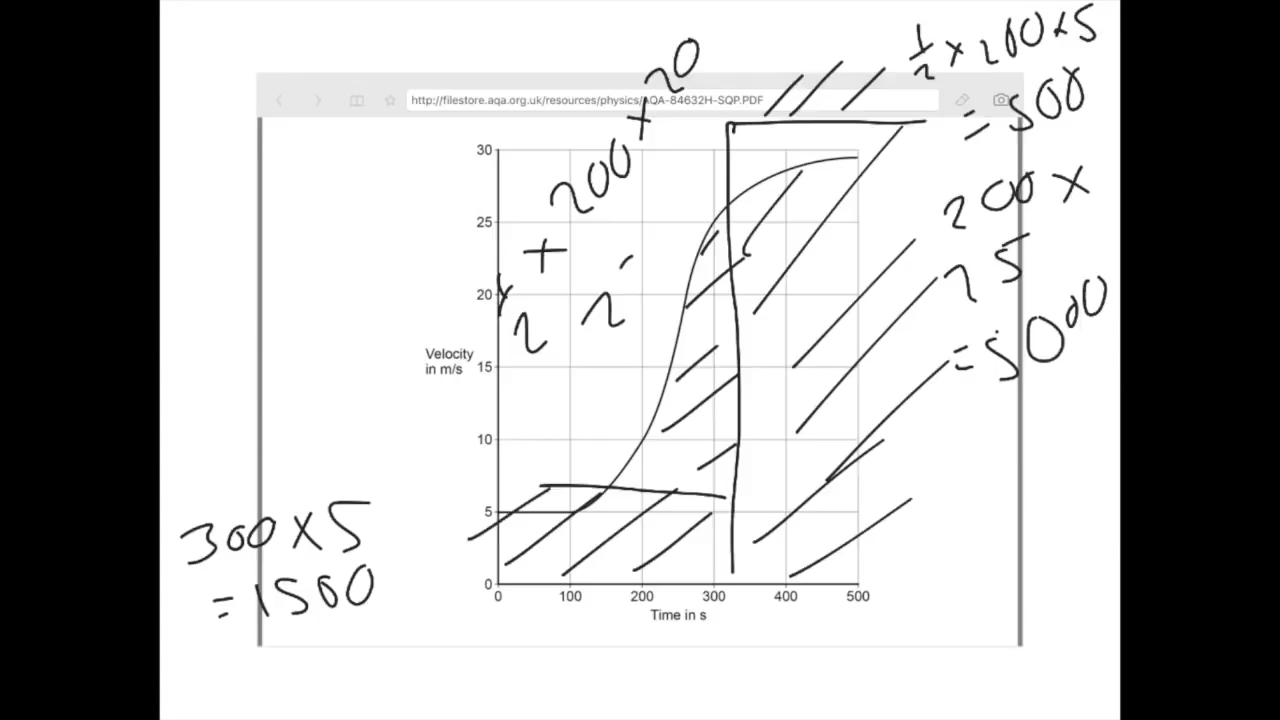 http://filestore.aqa.org.uk/resources/physics/AQA-84632H-SQP.PDF
½ × 200 × 5
= 500
200 ×
25
= 5000
200 × 20
2
300 × 5
= 1500
30
25
20
Velocity
in m/s
15
10
5
0
0 100 200 300 400 500
Time in s